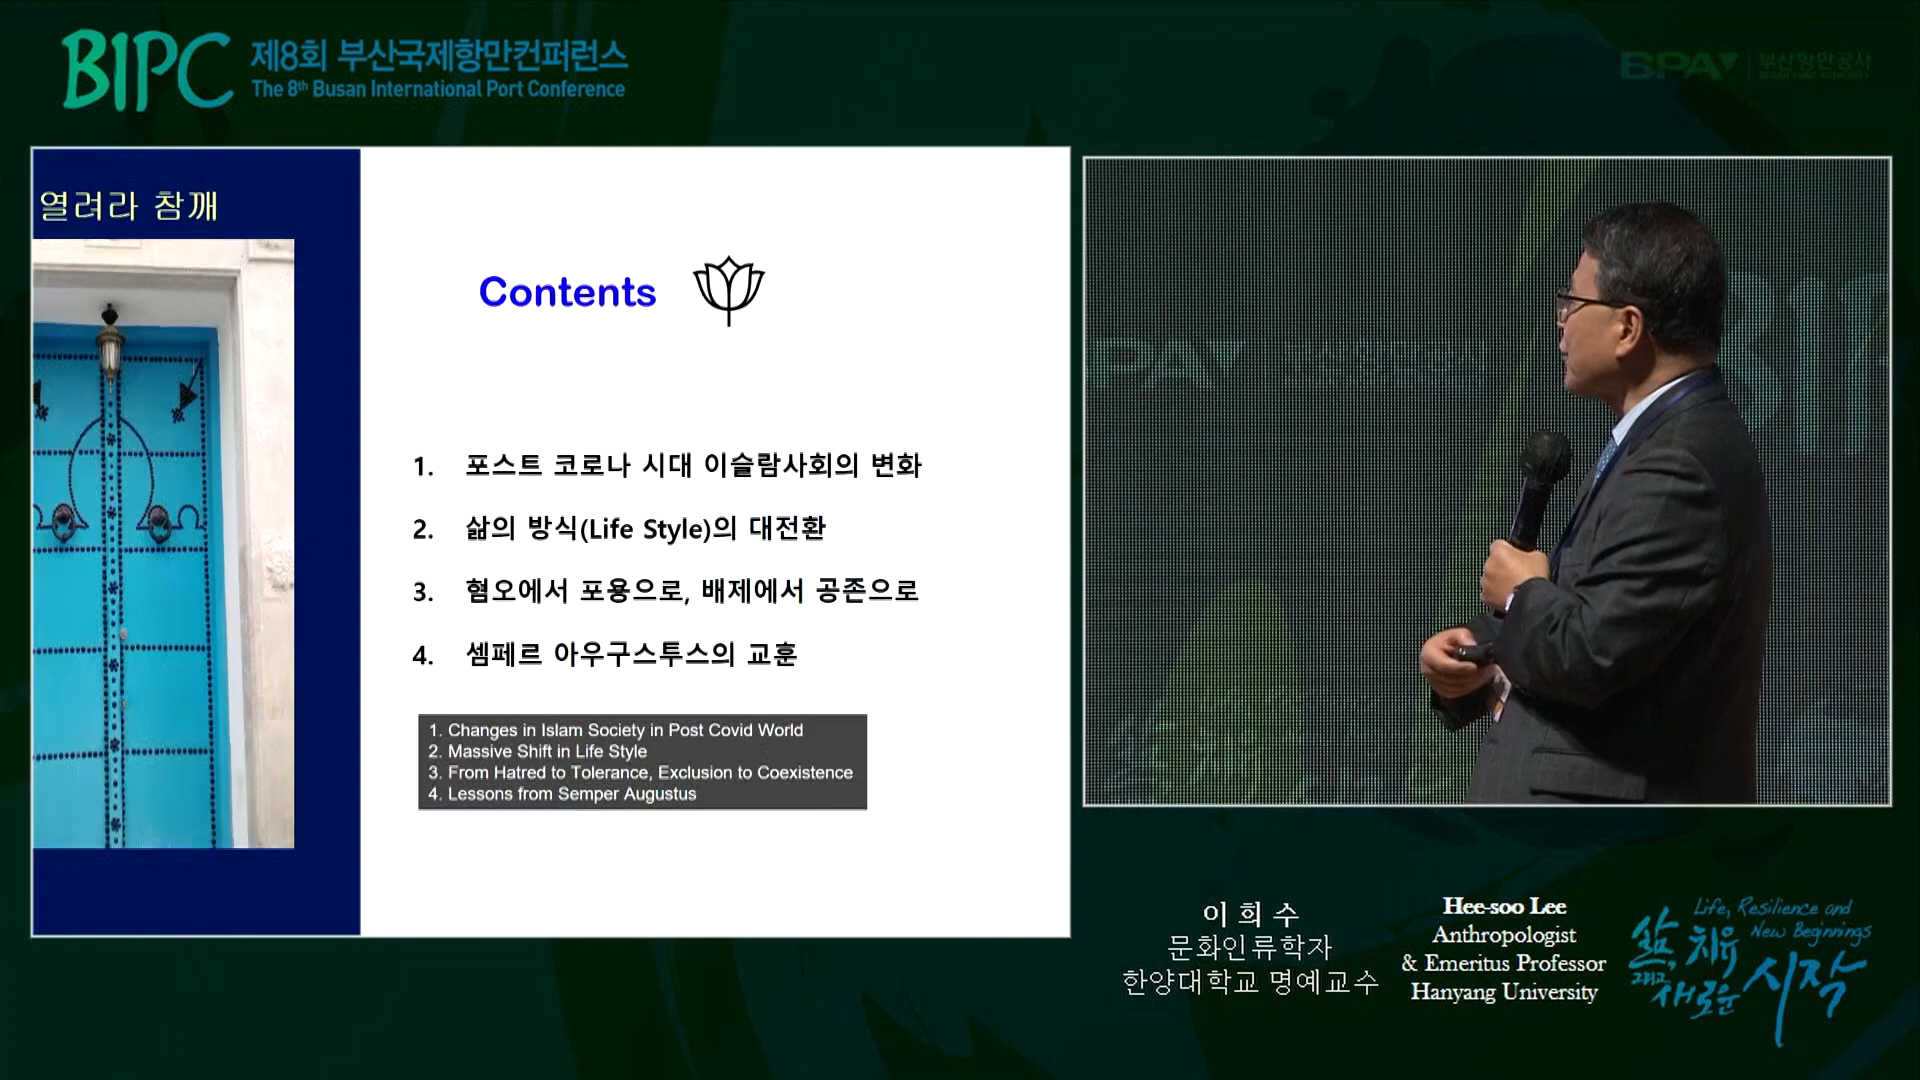 BIPC
제8회 부산국제항만컨퍼런스
The 8th Busan International Port Conference
BPA 부산항만공사
열려라 참깨
Contents
1. 포스트 코로나 시대 이슬람사회의 변화
2. 삶의 방식(Life Style)의 대전환
3. 혐오에서 포용으로, 배제에서 공존으로
4. 셈페르 아우구스투스의 교훈
1. Changes in Islam Society in Post Covid World
2. Massive Shift in Life Style
3. From Hatred to Tolerance, Exclusion to Coexistence
4. Lessons from Semper Augustus
이 희 수
문화인류학자
한양대학교 명예교수
Hee-soo Lee
Anthropologist
& Emeritus Professor
Hanyang University
Life, Resilience and
New Beginnings
삶, 치유
그리고
새로운 시작